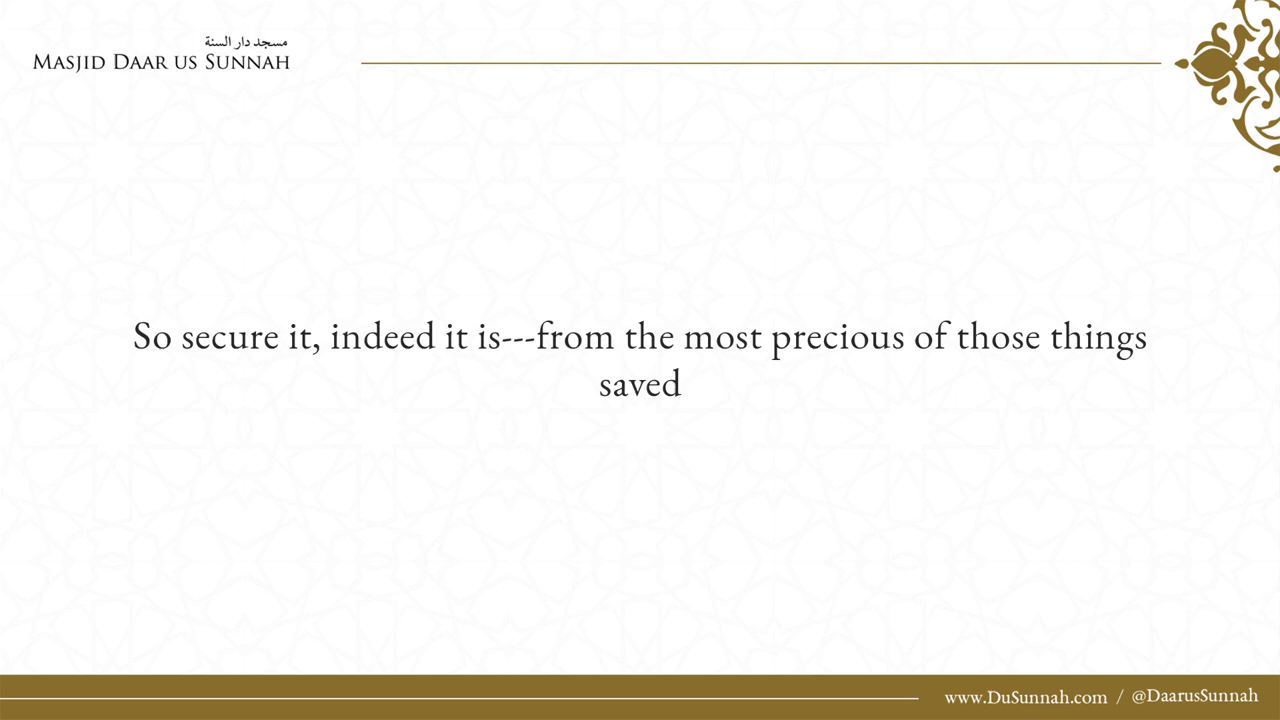 مسجد دار السنة
Masjid Daar us Sunnah
So secure it, indeed it is---from the most precious of those things
saved
www.DuSunnah.com / @DaarusSunnah